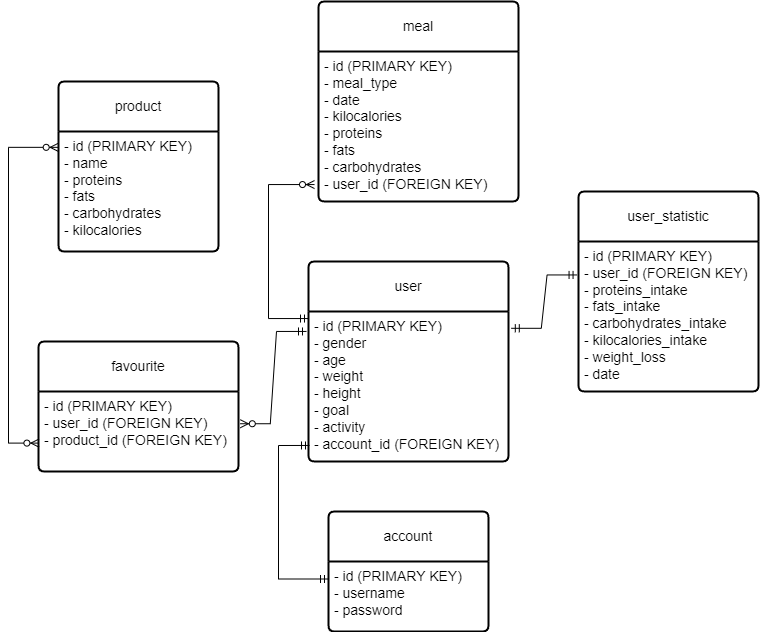 meal
- id (PRIMARY KEY)
- meal_type
- date
- kilocalories
- proteins
- fats
- carbohydrates
- user_id (FOREIGN KEY)
product
- id (PRIMARY KEY)
- name
- proteins
- fats
- carbohydrates
- kilocalories
user_statistic
- id (PRIMARY KEY)
- user_id (FOREIGN KEY)
- proteins_intake
- fats_intake
- carbohydrates_intake
- kilocalories_intake
- weight_loss
- date
user
- id (PRIMARY KEY)
- gender
- age
- weight
- height
- goal
- activity
- account_id (FOREIGN KEY)
favourite
- id (PRIMARY KEY)
- user_id (FOREIGN KEY)
- product_id (FOREIGN KEY)
account
- id (PRIMARY KEY)
- username
- password